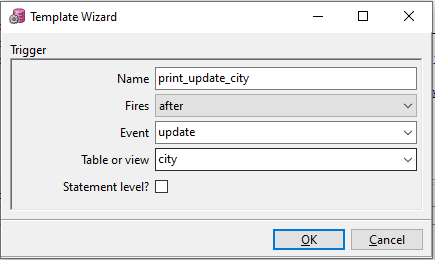 Template Wizard
Trigger
Name print_update_city
Fires after
Event update
Table or view city
Statement level?
OK Cancel